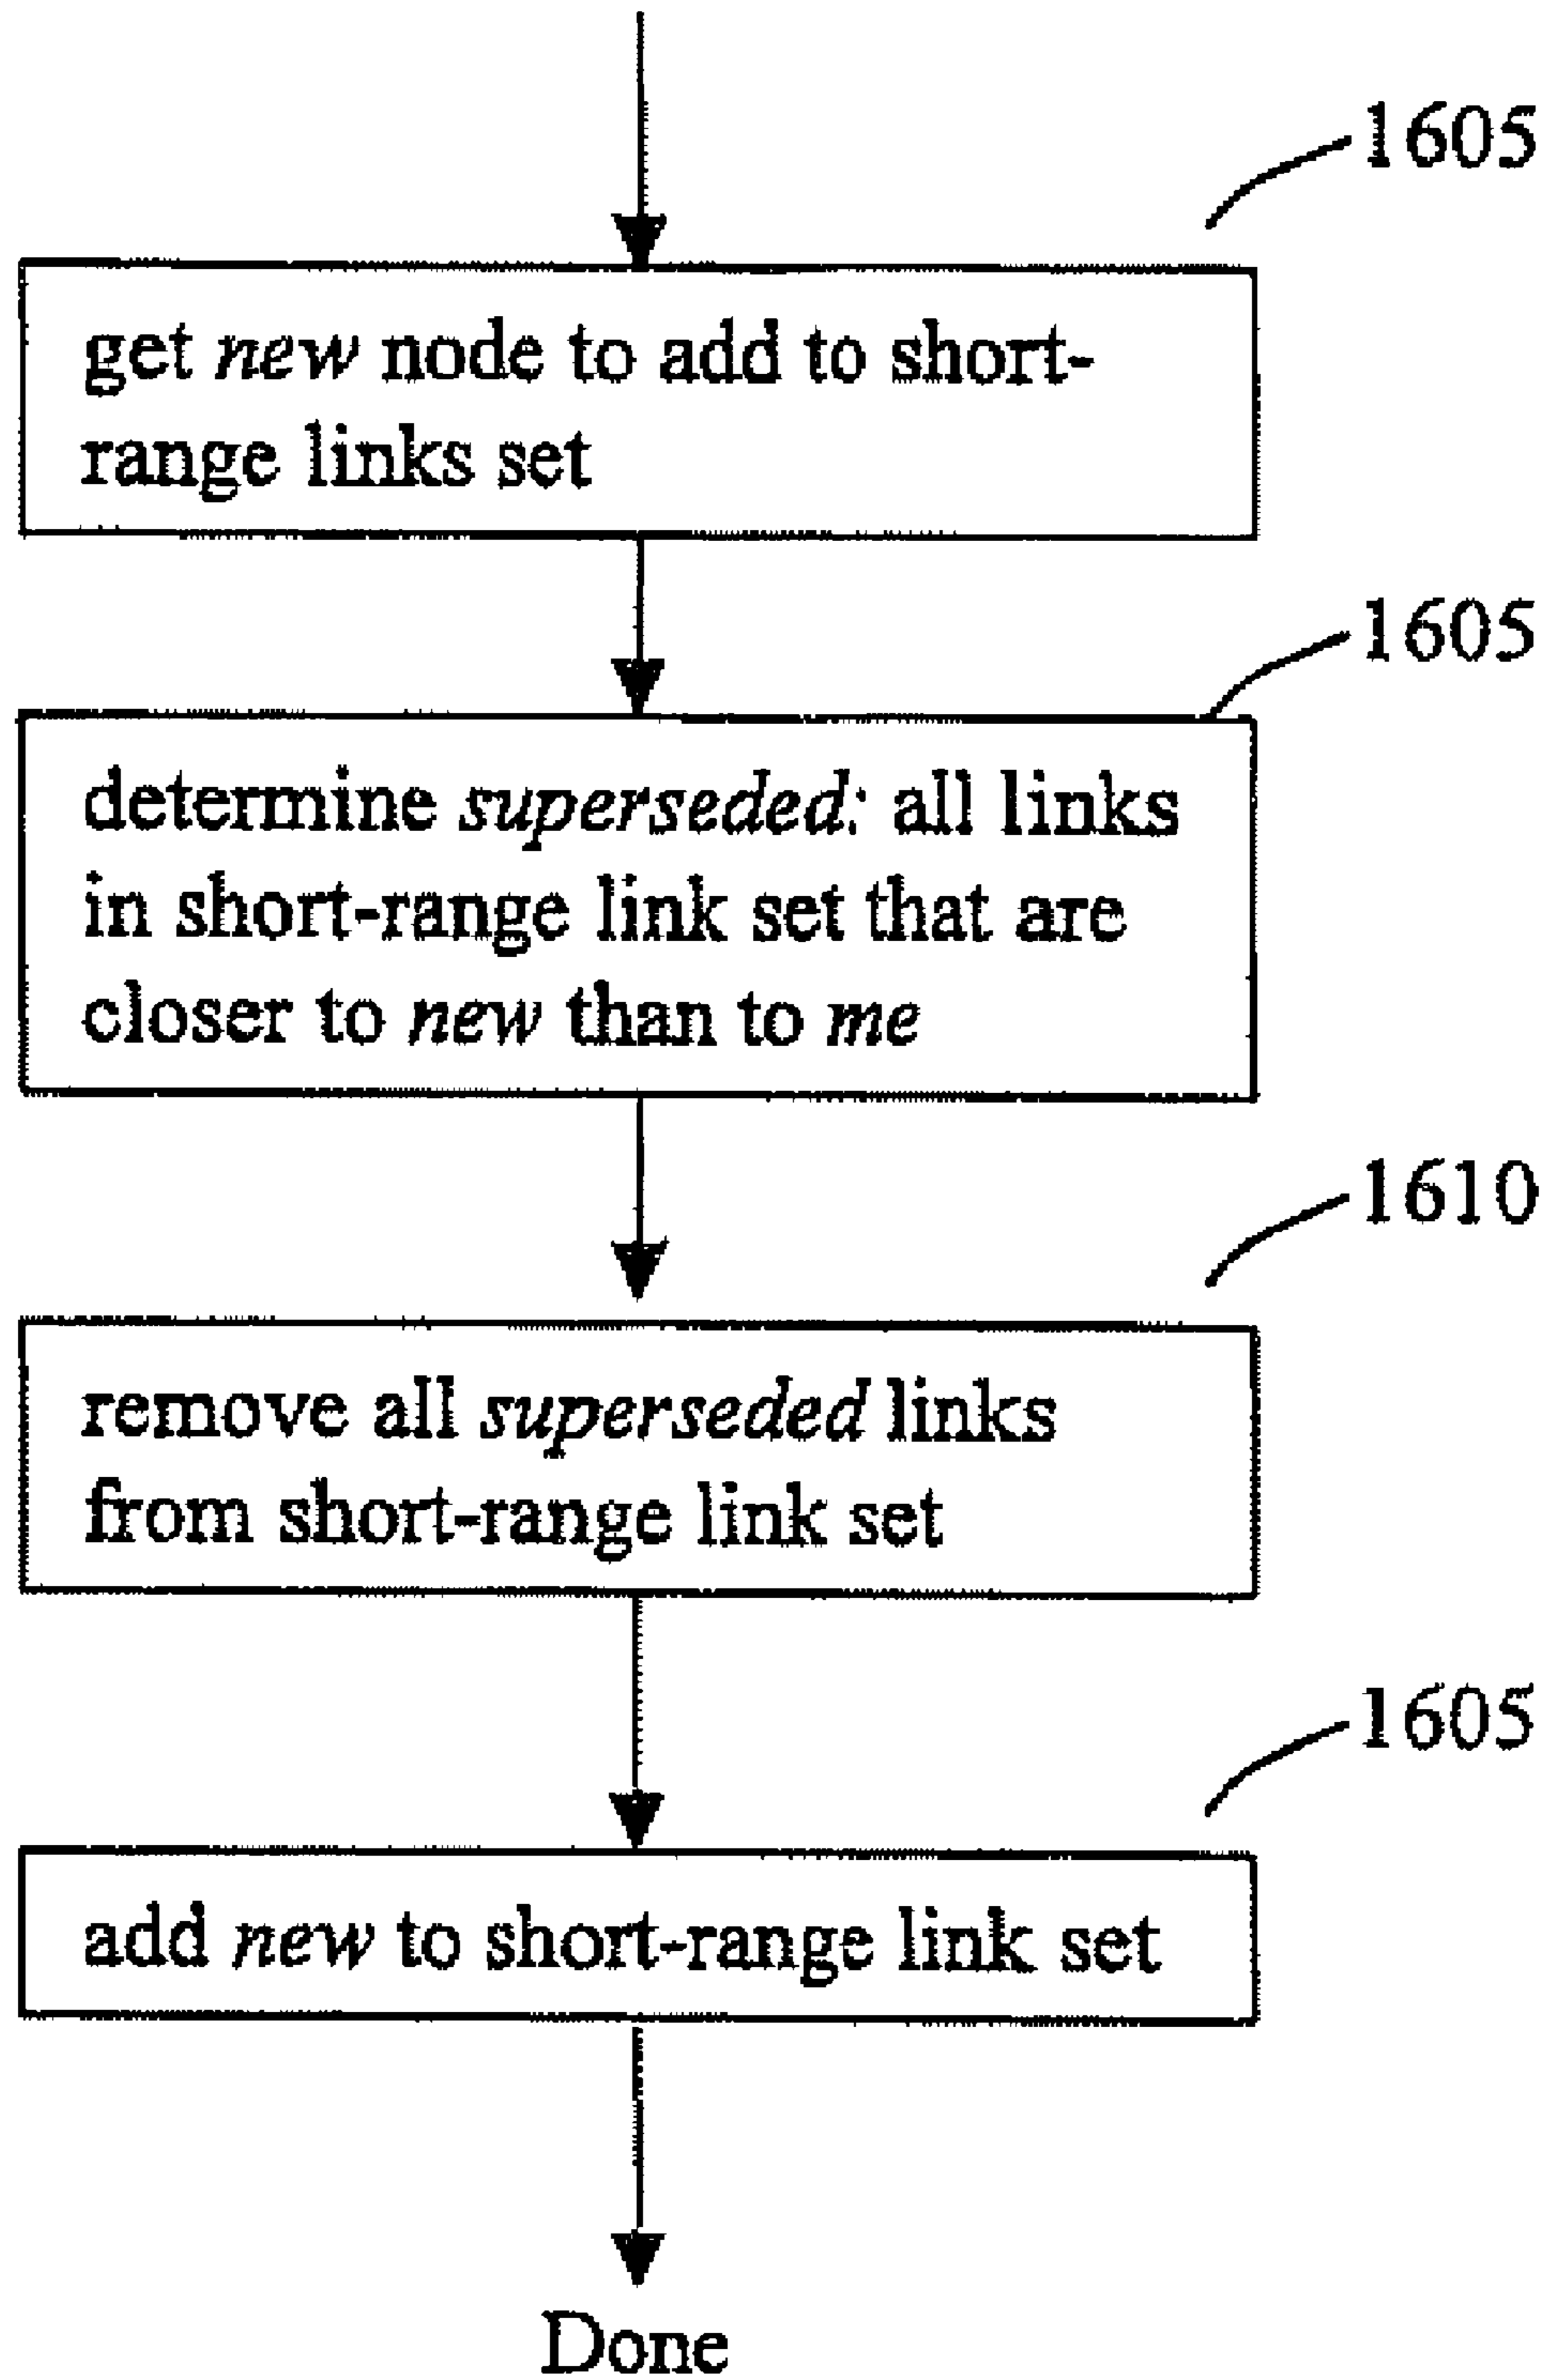 1605
get new node to add to short-
range links set
1605
determine superseded: all links
in short-range link set that are
closer to new than to me
1610
remove all superseded links
from short-range link set
1605
add new to short-range link set
Done